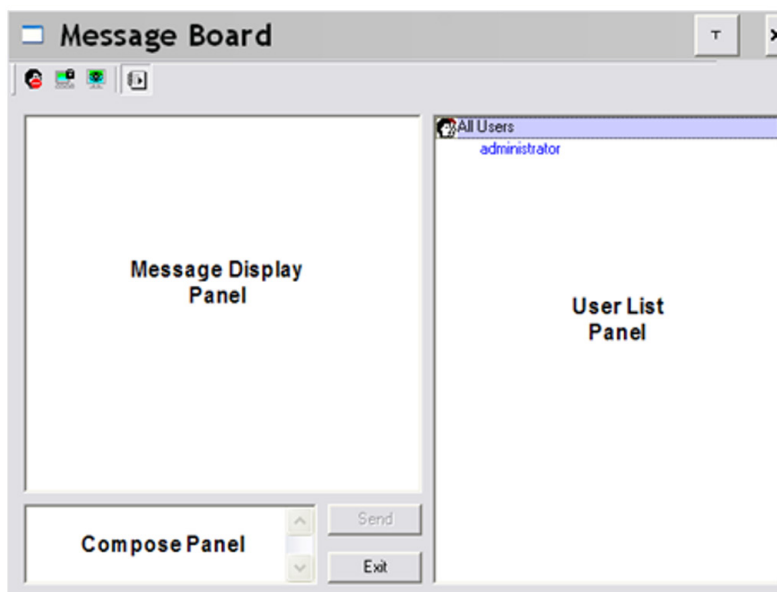 Message Board
T
All Users
administrator
Message Display
Panel
User List
Panel
Compose Panel
Send
Exit